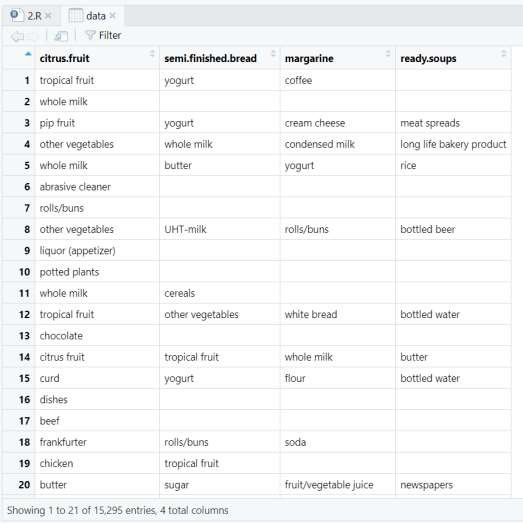 2.R × data ×
Filter
citrus.fruit semi.finished.bread margarine ready.soups
1 tropical fruit yogurt coffee
2 whole milk
3 pip fruit yogurt cream cheese meat spreads
4 other vegetables whole milk condensed milk long life bakery product
5 whole milk butter yogurt rice
6 abrasive cleaner
7 rolls/buns
8 other vegetables UHT-milk rolls/buns bottled beer
9 liquor (appetizer)
10 potted plants
11 whole milk cereals
12 tropical fruit other vegetables white bread bottled water
13 chocolate
14 citrus fruit tropical fruit whole milk butter
15 curd yogurt flour bottled water
16 dishes
17 beef
18 frankfurter rolls/buns soda
19 chicken tropical fruit
20 butter sugar fruit/vegetable juice newspapers
Showing 1 to 21 of 15,295 entries, 4 total columns